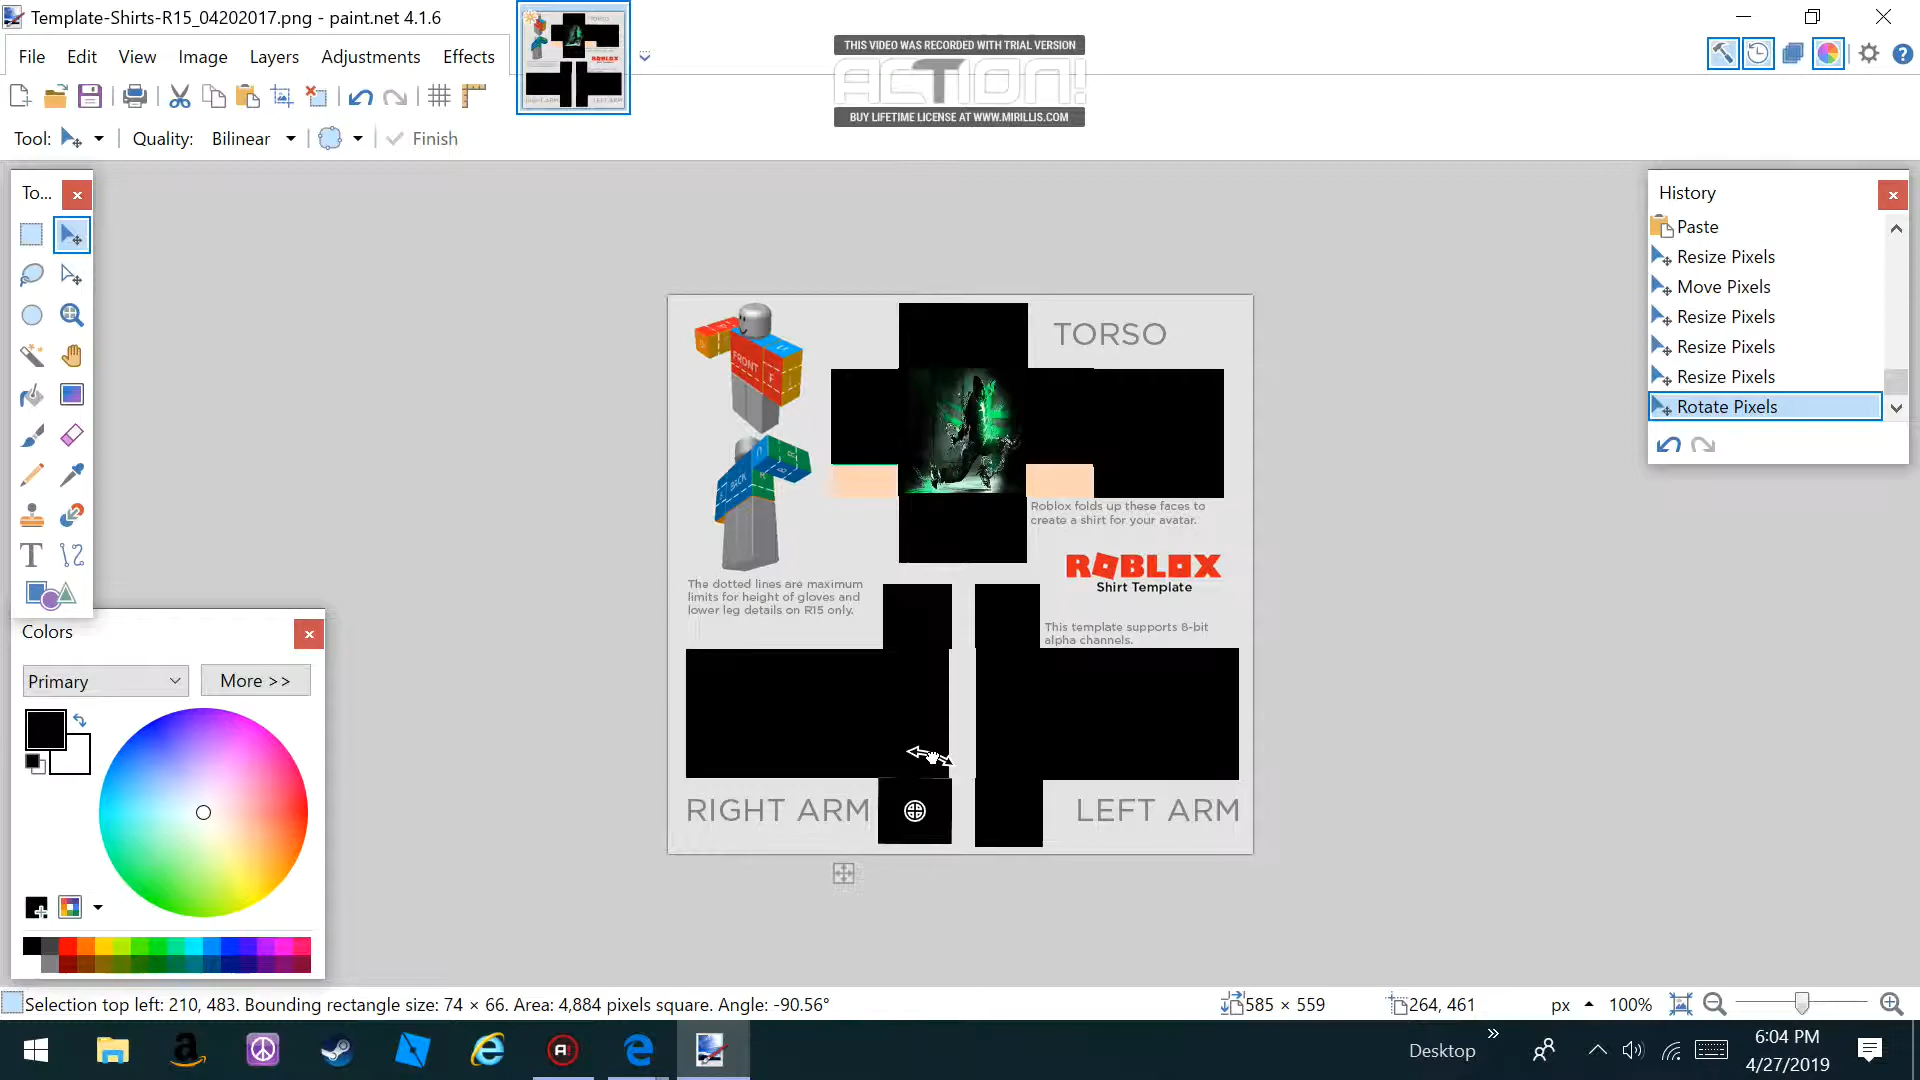 Template-Shirts-R15_04202017.png - paint.net 4.1.6
THIS VIDEO WAS RECORDED WITH TRIAL VERSION
ACTION!
BUY LIFETIME LICENSE AT WWW.MIRILLIS.COM
File Edit View Image Layers Adjustments Effects
Tool: Quality: Bilinear Finish
To...
History
Paste
Resize Pixels
Move Pixels
Resize Pixels
Resize Pixels
Resize Pixels
Rotate Pixels
TORSO
FRONT
BACK
Roblox folds up these faces to
create a shirt for your avatar.
ROBLOX
Shirt Template
The dotted lines are maximum
limits for height of gloves and
lower leg details on R15 only.
This template supports 8-bit
alpha channels.
RIGHT ARM
LEFT ARM
Colors
Primary
More >>
Selection top left: 210, 483. Bounding rectangle size: 74 × 66. Area: 4,884 pixels square. Angle: -90.56°
585 × 559
264, 461
px
100%
Desktop
6:04 PM
4/27/2019